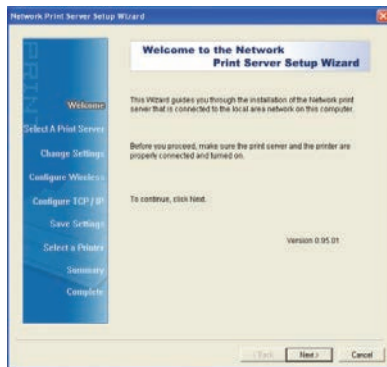 Network Print Server Setup Wizard
PRINT
Welcome
Select A Print Server
Change Settings
Configure Wireless
Configure TCP / IP
Save Settings
Select a Printer
Summary
Complete
Welcome to the Network
Print Server Setup Wizard
This Wizard guides you through the installation of the Network print
server that is connected to the local area network on this computer.
Before you proceed, make sure the print server and the printer are
properly connected and turned on.
To continue, click Next.
Version 0.95.01
< Back
Next >
Cancel